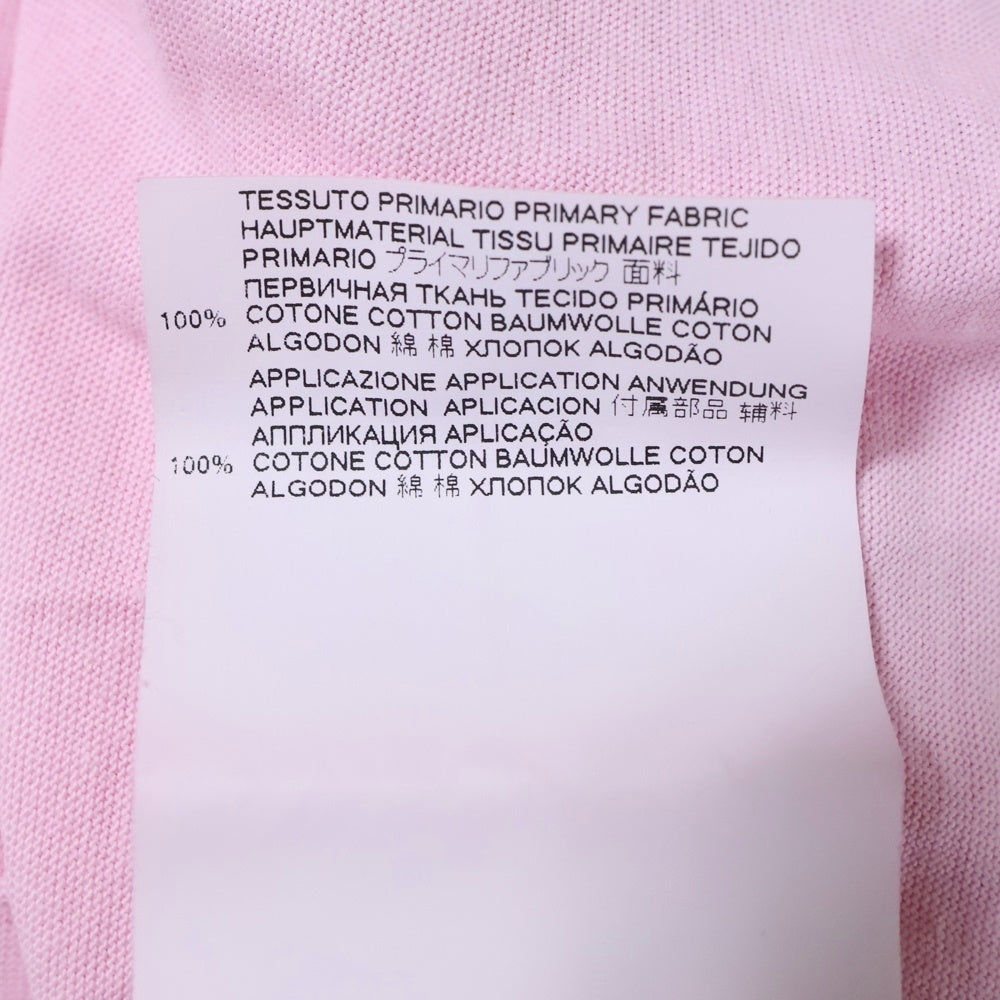 TESSUTO PRIMARIO PRIMARY FABRIC
HAUPTMATERIAL TISSU PRIMAIRE TEJIDO
PRIMARIO プライマリファブリック 面料
ПЕРВИЧНАЯ ТКАНЬ TECIDO PRIMÁRIO
100% COTONE COTTON BAUMWOLLE COTON
ALGODON 綿 棉 ХЛОПОК ALGODÃO
APPLICAZIONE APPLICATION ANWENDUNG
APPLICATION APLICACION 付属部品 辅料
АППЛИКАЦИЯ APLICAÇÃO
100% COTONE COTTON BAUMWOLLE COTON
ALGODON 綿 棉 ХЛОПОК ALGODÃO